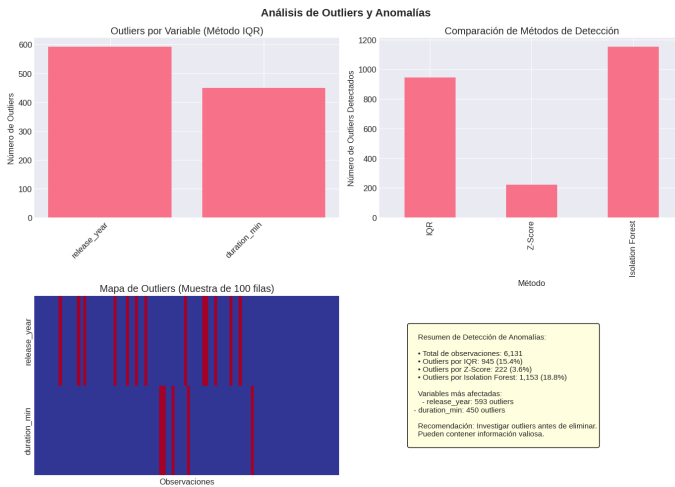 Análisis de Outliers y Anomalías
Outliers por Variable (Método IQR)
Número de Outliers
600
500
400
300
200
100
0
release_year
duration_min
Comparación de Métodos de Detección
Número de Outliers Detectados
1200
1000
800
600
400
200
0
IQR
Z-Score
Isolation Forest
Método
Mapa de Outliers (Muestra de 100 filas)
release_year
duration_min
Observaciones
Resumen de Detección de Anomalías:
• Total de observaciones: 6,131
• Outliers por IQR: 945 (15.4%)
• Outliers por Z-Score: 222 (3.6%)
• Outliers por Isolation Forest: 1,153 (18.8%)
Variables más afectadas:
- release_year: 593 outliers
- duration_min: 450 outliers
Recomendación: Investigar outliers antes de eliminar.
Pueden contener información valiosa.